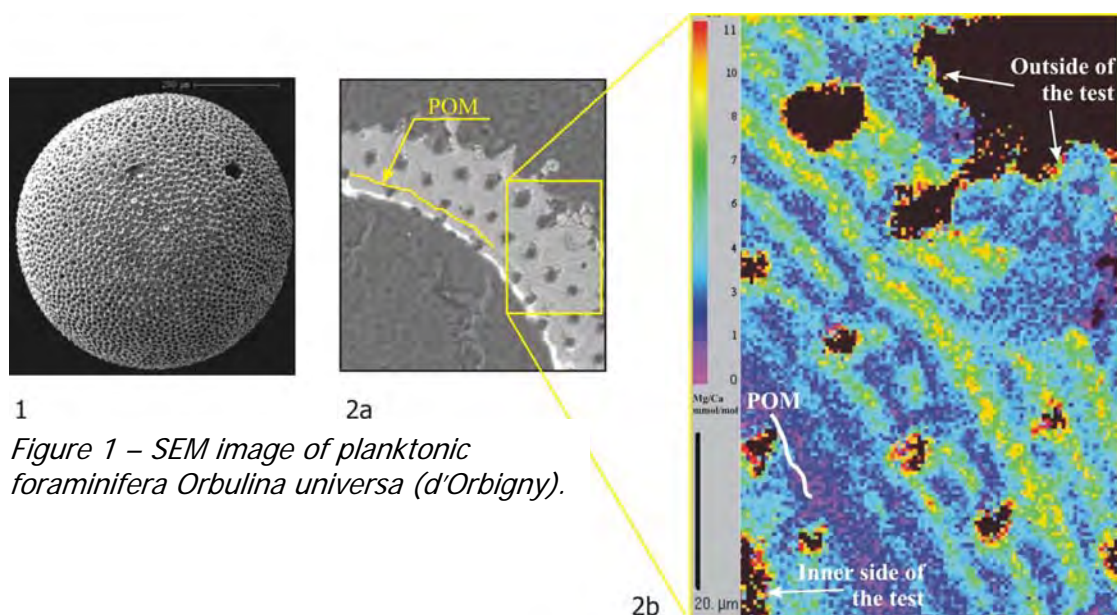 200 µm
POM
1
2a
Figure 1 – SEM image of planktonic
foraminifera Orbulina universa (d'Orbigny).
11
10
8
7
6
4
3
1
0
Mg/Ca
mmol/mol
20. µm
2b
Outside of
the test
POM
Inner side of
the test